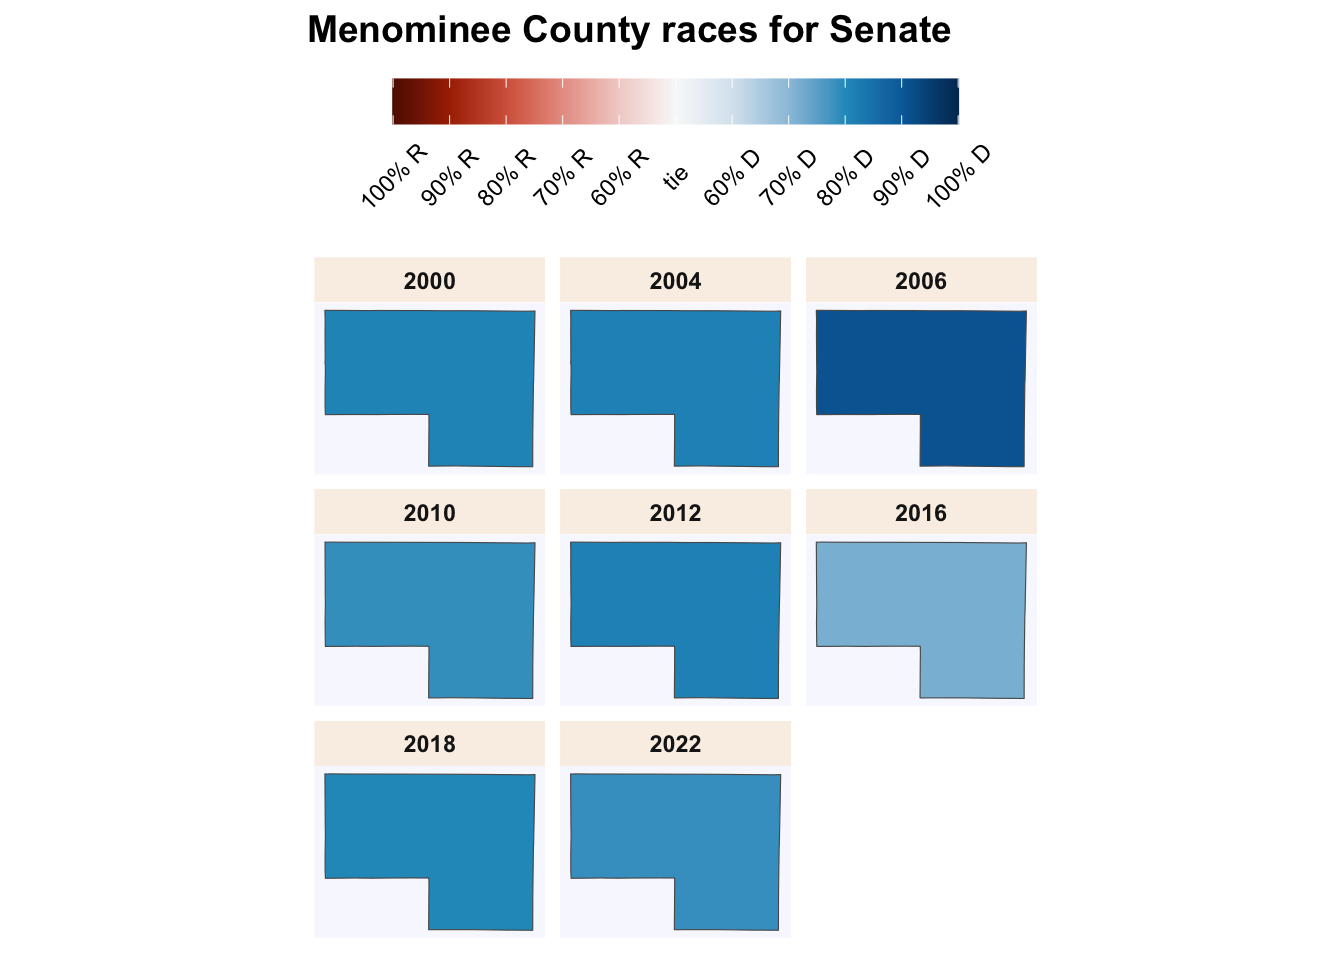 Menominee County races for Senate
100% R
90% R
80% R
70% R
60% R
tie
60% D
70% D
80% D
90% D
100% D
2000
2004
2006
2010
2012
2016
2018
2022